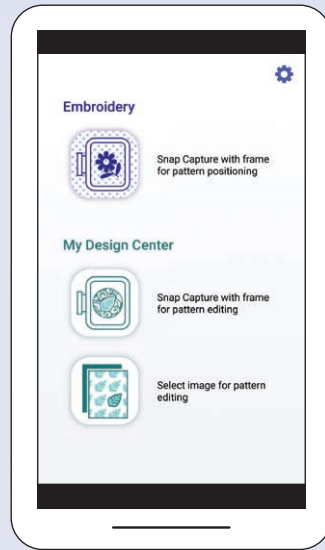 Embroidery
Snap Capture with frame
for pattern positioning
My Design Center
Snap Capture with frame
for pattern editing
Select image for pattern
editing